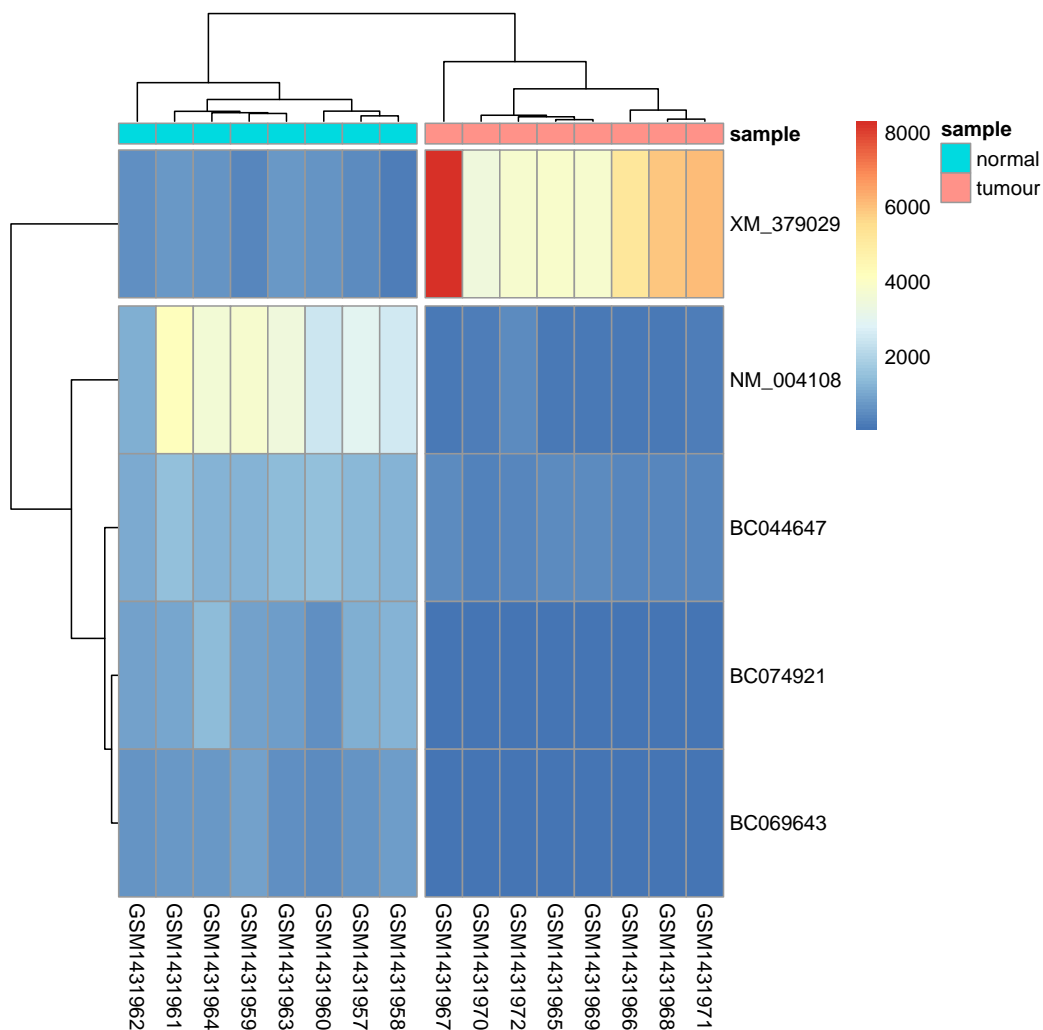 sample
XM_379029
NM_004108
BC044647
BC074921
BC069643
8000
6000
4000
2000
sample
normal
tumour
GSM1431962
GSM1431961
GSM1431964
GSM1431959
GSM1431963
GSM1431960
GSM1431957
GSM1431958
GSM1431967
GSM1431970
GSM1431972
GSM1431965
GSM1431969
GSM1431966
GSM1431968
GSM1431971